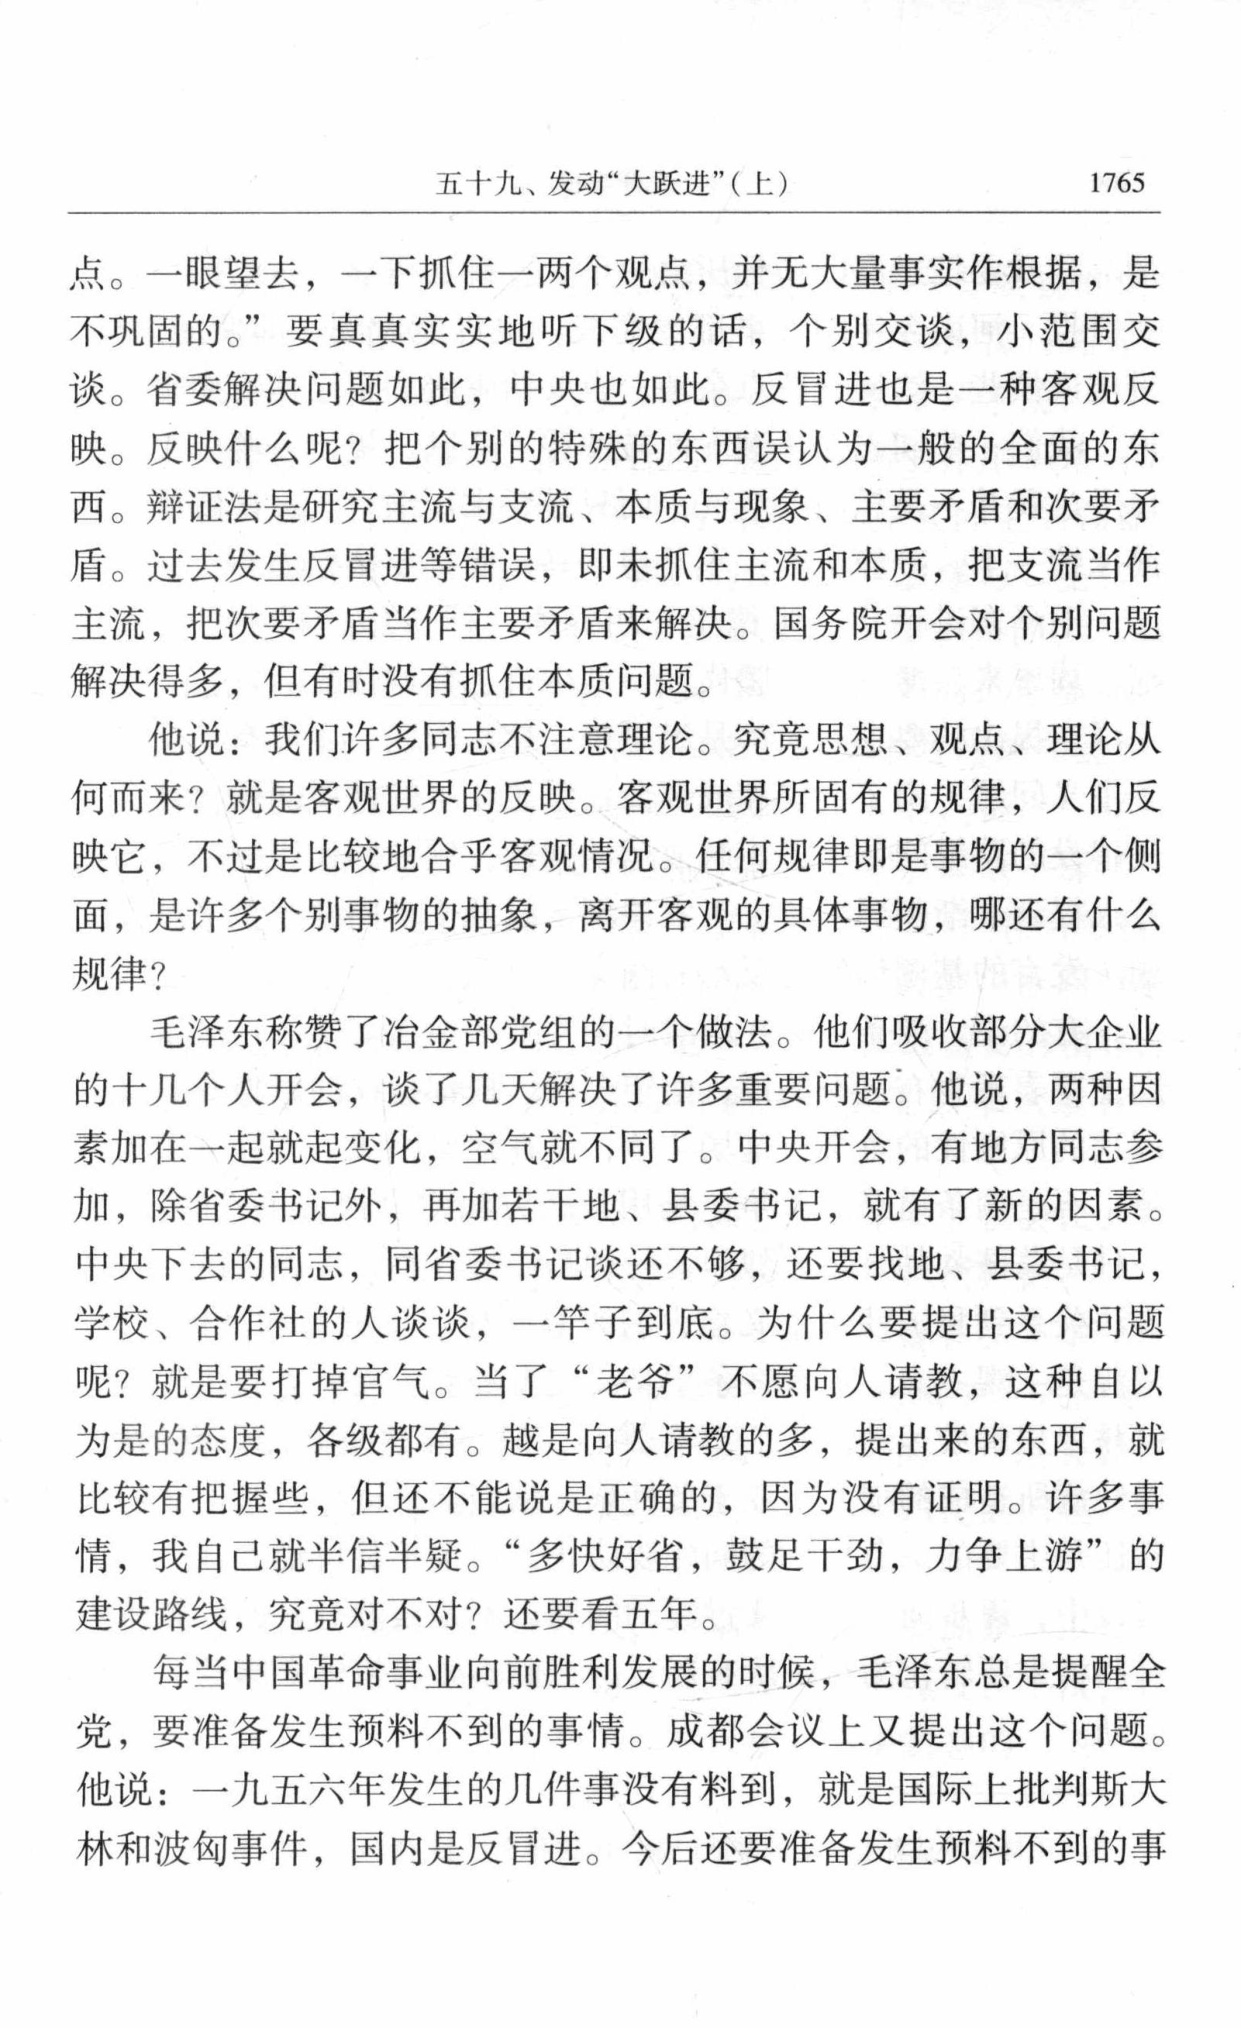 五十九、发动“大跃进”（上） 1765
点。一眼望去，一下抓住一两个观点，并无大量事实作根据，是
不巩固的。”要真真实实地听下级的话，个别交谈，小范围交
谈。省委解决问题如此，中央也如此。反冒进也是一种客观反
映。反映什么呢？把个别的特殊的东西误认为一般的全面的东
西。辩证法是研究主流与支流、本质与现象、主要矛盾和次要矛
盾。过去发生反冒进等错误，即未抓住主流和本质，把支流当作
主流，把次要矛盾当作主要矛盾来解决。国务院开会对个别问题
解决得多，但有时没有抓住本质问题。
他说：我们许多同志不注意理论。究竟思想、观点、理论从
何而来？就是客观世界的反映。客观世界所固有的规律，人们反
映它，不过是比较地合乎客观情况。任何规律即是事物的一个侧
面，是许多个别事物的抽象，离开客观的具体事物，哪还有什么
规律？
毛泽东称赞了冶金部党组的一个做法。他们吸收部分大企业
的十几个人开会，谈了几天解决了许多重要问题。他说，两种因
素加在一起就起变化，空气就不同了。中央开会，有地方同志参
加，除省委书记外，再加若干地、县委书记，就有了新的因素。
中央下去的同志，同省委书记谈还不够，还要找地、县委书记，
学校、合作社的人谈谈，一竿子到底。为什么要提出这个问题
呢？就是要打掉官气。当了“老爷”不愿向人请教，这种自以
为是的态度，各级都有。越是向人请教的多，提出来的东西，就
比较有把握些，但还不能说是正确的，因为没有证明。许多事
情，我自己就半信半疑。“多快好省，鼓足干劲，力争上游”的
建设路线，究竟对不对？还要看五年。
每当中国革命事业向前胜利发展的时候，毛泽东总是提醒全
党，要准备发生预料不到的事情。成都会议上又提出这个问题。
他说：一九五六年发生的几件事没有料到，就是国际上批判斯大
林和波匈事件，国内是反冒进。今后还要准备发生预料不到的事